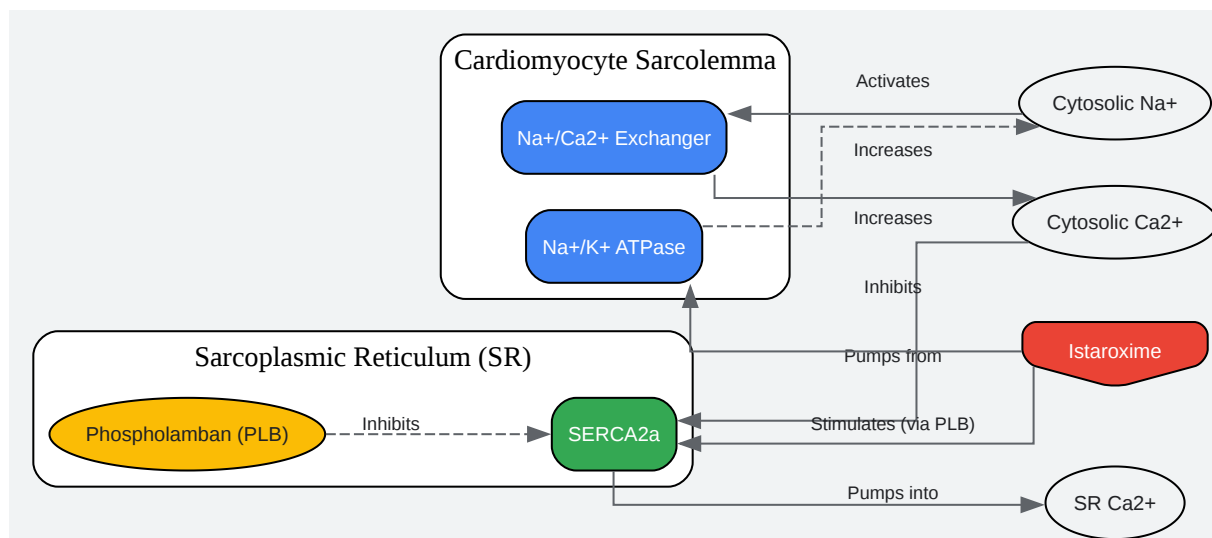 Cardiomyocyte Sarcolemma
Activates
Cytosolic Na+
Na+/Ca2+ Exchanger
Increases
Increases
Cytosolic Ca2+
Na+/K+ ATPase
Inhibits
Sarcoplasmic Reticulum (SR)
Pumps from
Istaroxime
Phospholamban (PLB)
Inhibits
SERCA2a
Stimulates (via PLB)
Pumps into
SR Ca2+